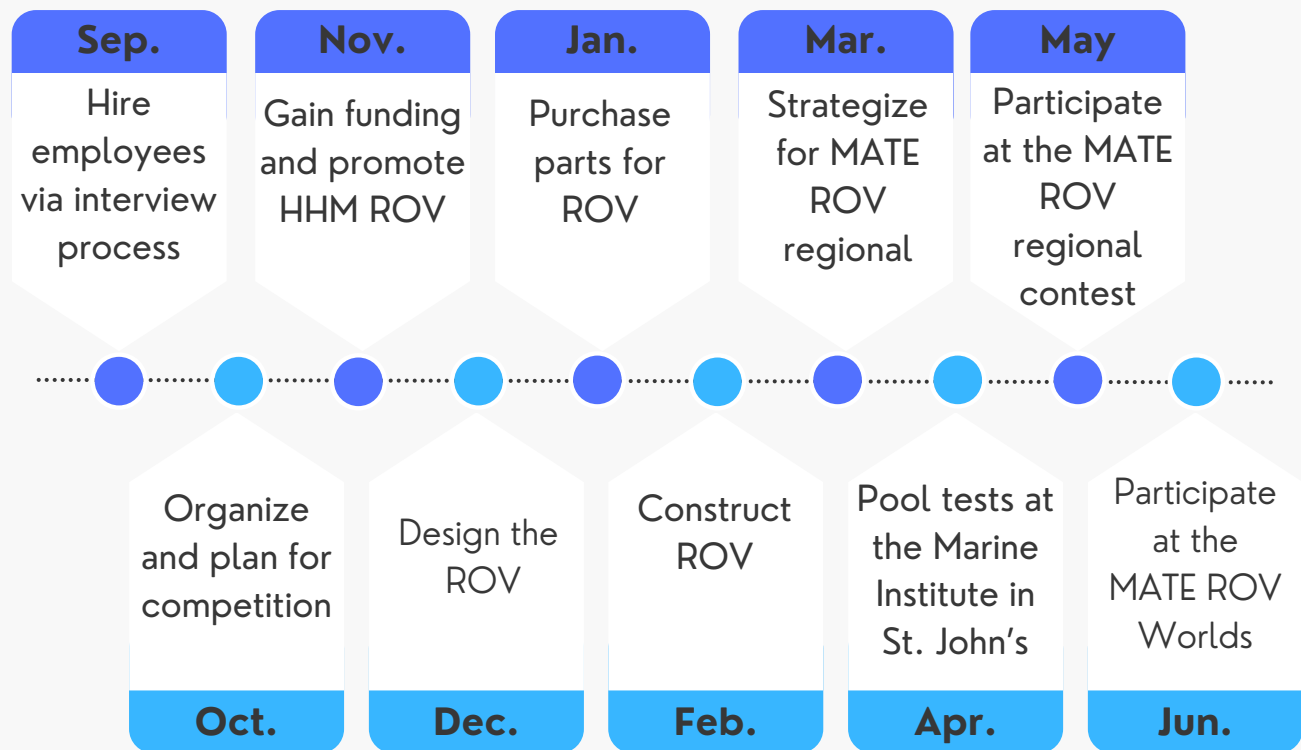 Sep.
Hire
employees
via interview
process
Nov.
Gain funding
and promote
HHM ROV
Jan.
Purchase
parts for
ROV
Mar.
Strategize
for MATE
ROV
regional
May
Participate
at the MATE
ROV
regional
contest
Organize
and plan for
competition
Oct.
Design the
ROV
Dec.
Construct
ROV
Feb.
Pool tests at
the Marine
Institute in
St. John's
Apr.
Participate
at the
MATE ROV
Worlds
Jun.